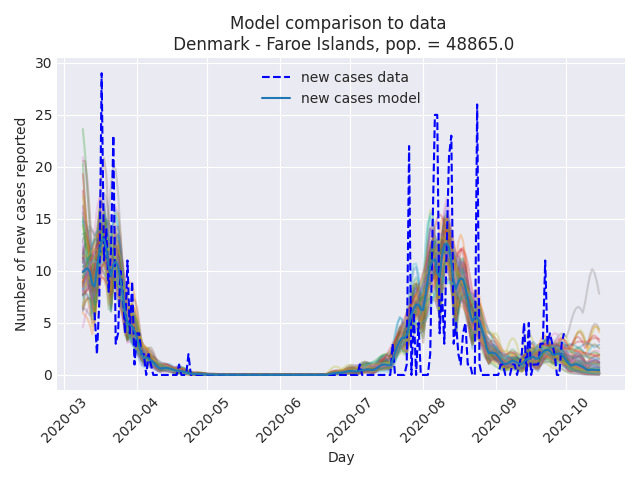 Model comparison to data
Denmark - Faroe Islands, pop. = 48865.0
new cases data
new cases model
Number of new cases reported
30
25
20
15
10
5
0
2020-03
2020-04
2020-05
2020-06
2020-07
2020-08
2020-09
2020-10
Day